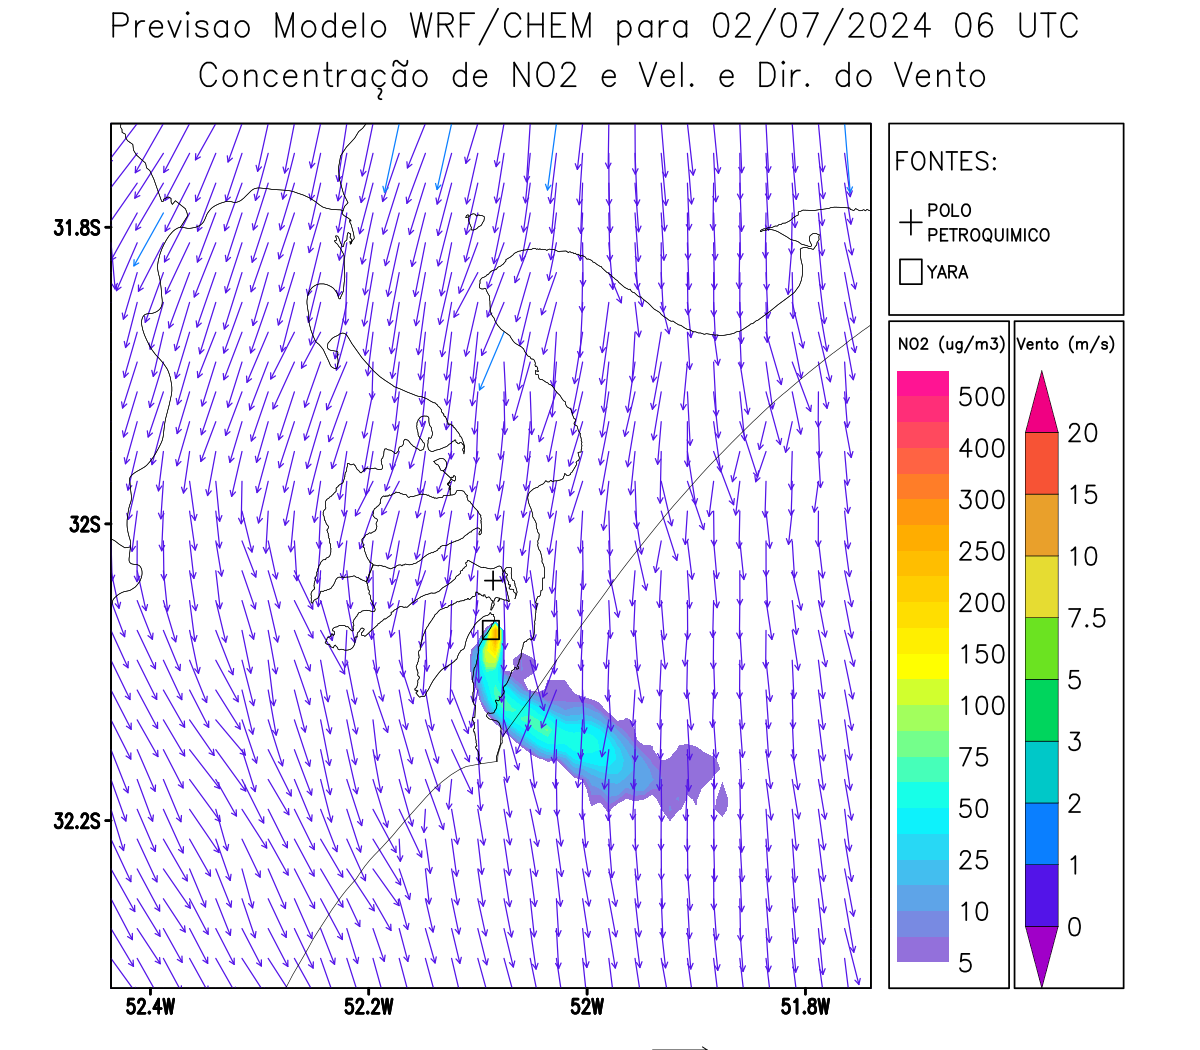 Previsao Modelo WRF/CHEM para 02/07/2024 06 UTC
Concentração de NO2 e Vel. e Dir. do Vento
FONTES:
POLO
PETROQUIMICO
YARA
NO2 (ug/m3)
500
400
300
250
200
150
100
75
50
25
10
5
Vento (m/s)
20
15
10
7.5
5
3
2
1
0
31.8S
32S
32.2S
52.4W
52.2W
52W
51.8W